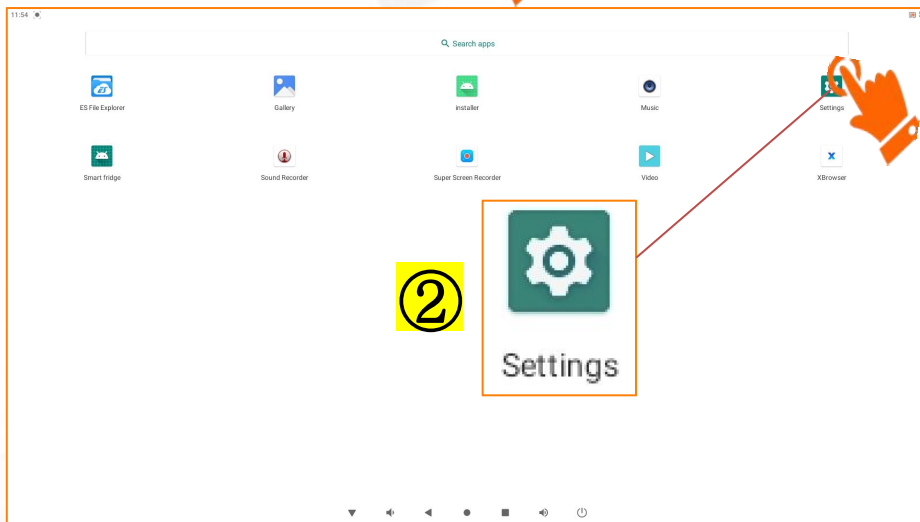 11:54
Search apps
ES File Explorer
Gallery
installer
Music
Settings
Smart fridge
Sound Recorder
Super Screen Recorder
Video
XBrowser
②
Settings